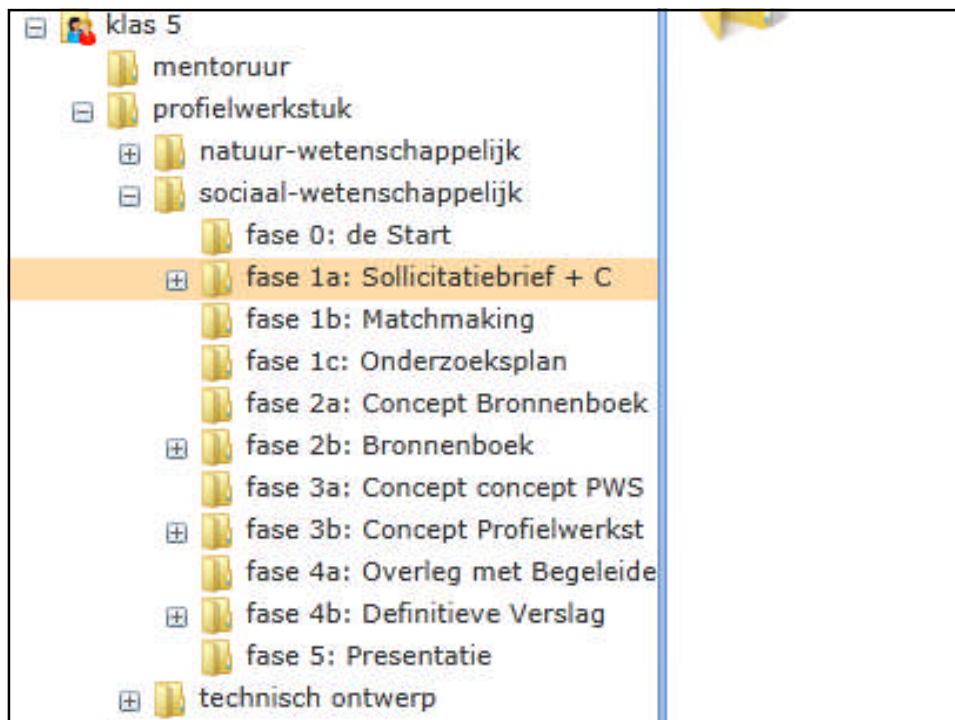 klas 5
mentoruur
profielwerkstuk
natuur-wetenschappelijk
sociaal-wetenschappelijk
fase 0: de Start
fase 1a: Sollicitatiebrief + C
fase 1b: Matchmaking
fase 1c: Onderzoeksplan
fase 2a: Concept Bronnenboek
fase 2b: Bronnenboek
fase 3a: Concept concept PWS
fase 3b: Concept Profielwerkst
fase 4a: Overleg met Begeleide
fase 4b: Definitieve Verslag
fase 5: Presentatie
technisch ontwerp